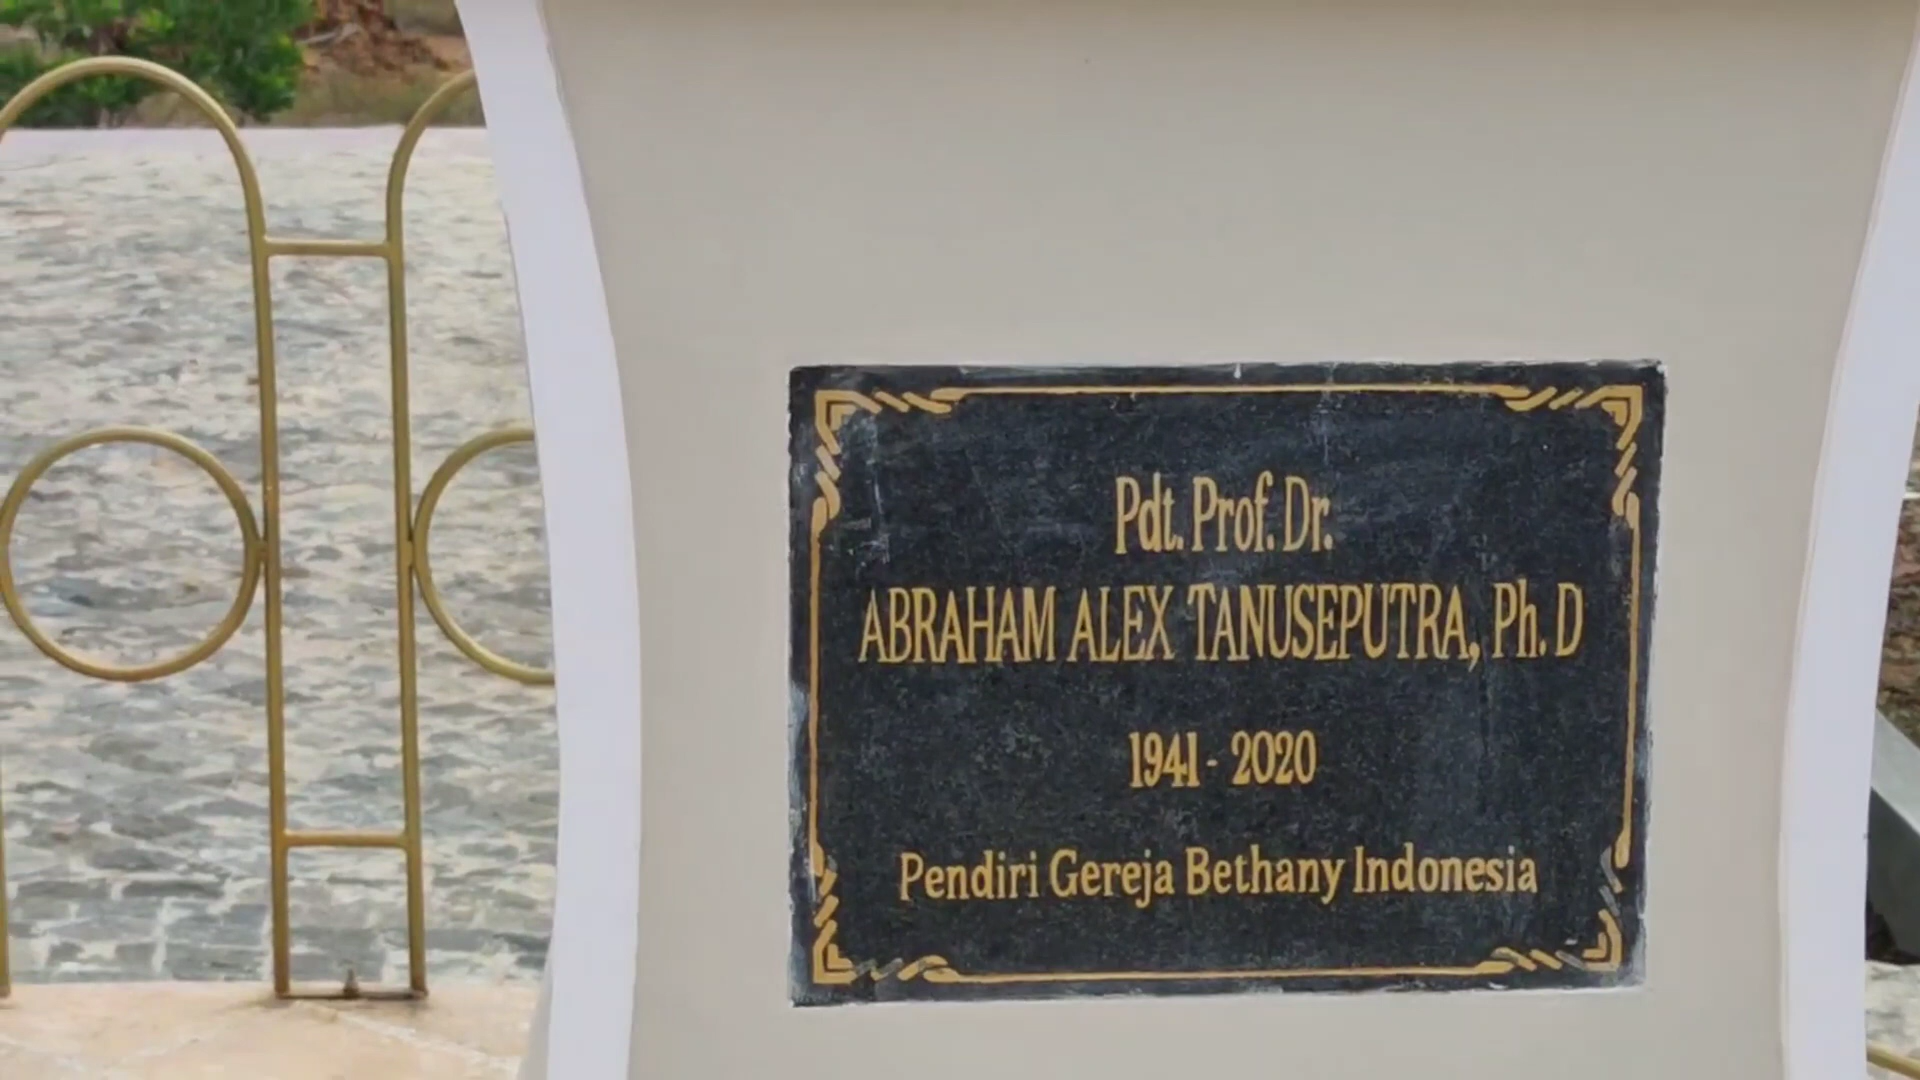 Pdt. Prof. Dr.
ABRAHAM ALEX TANUSEPUTRA, Ph. D
1941 - 2020
Pendiri Gereja Bethany Indonesia